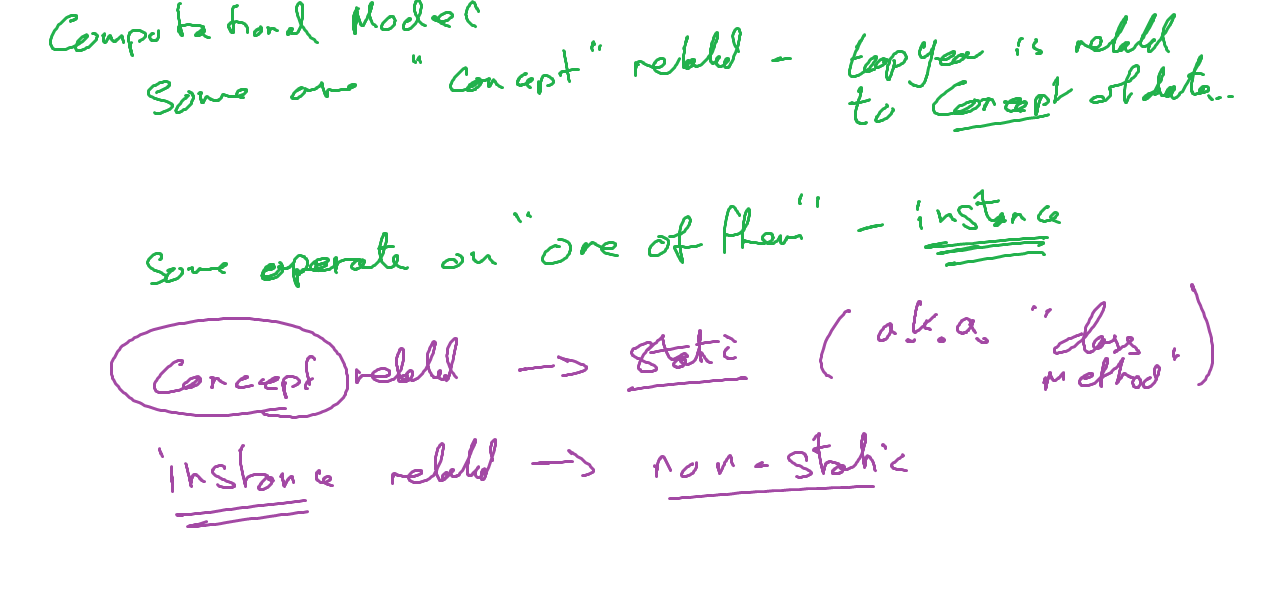 Computational Model
Some are "concept" related - leapyear is related
to Concept of date...
Some operate on "one of them" - instance
Concept related -> static (a.k.a. "class
method")
instance related -> non-static